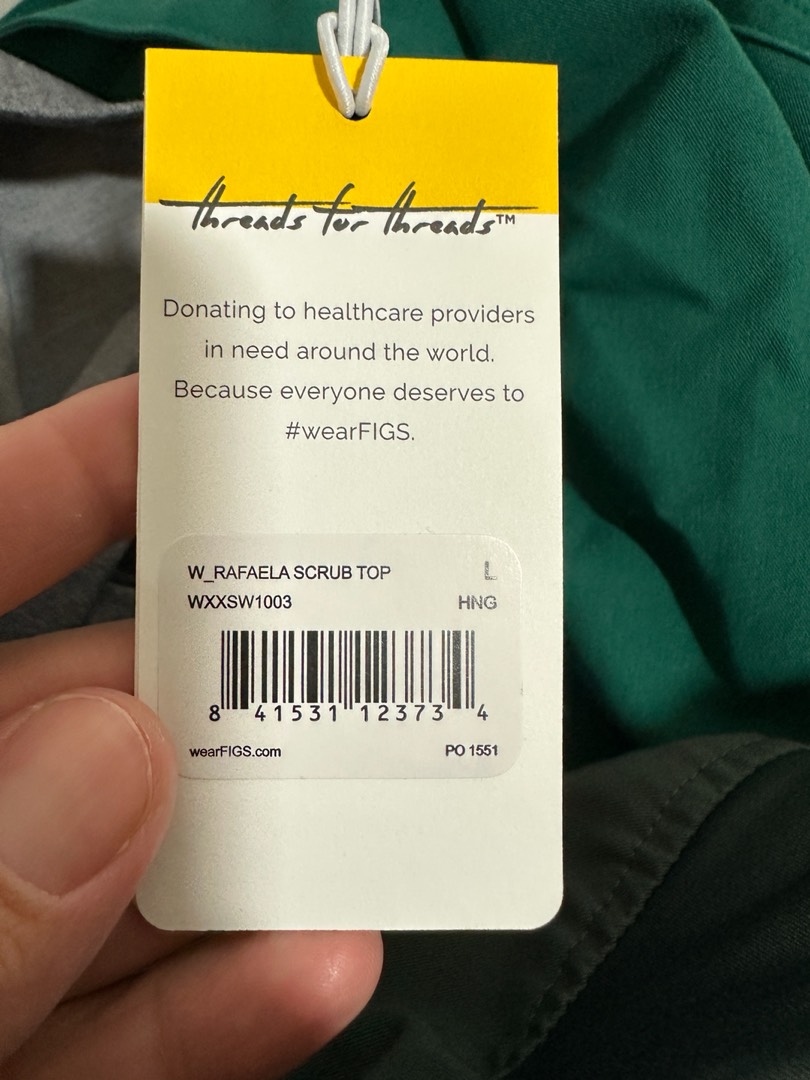 threads for threads™
Donating to healthcare providers
in need around the world.
Because everyone deserves to
#wearFIGS.
W_RAFAELA SCRUB TOP L
WXXSW1003 HNG
8 41531 12373 4
wearFIGS.com PO 1551